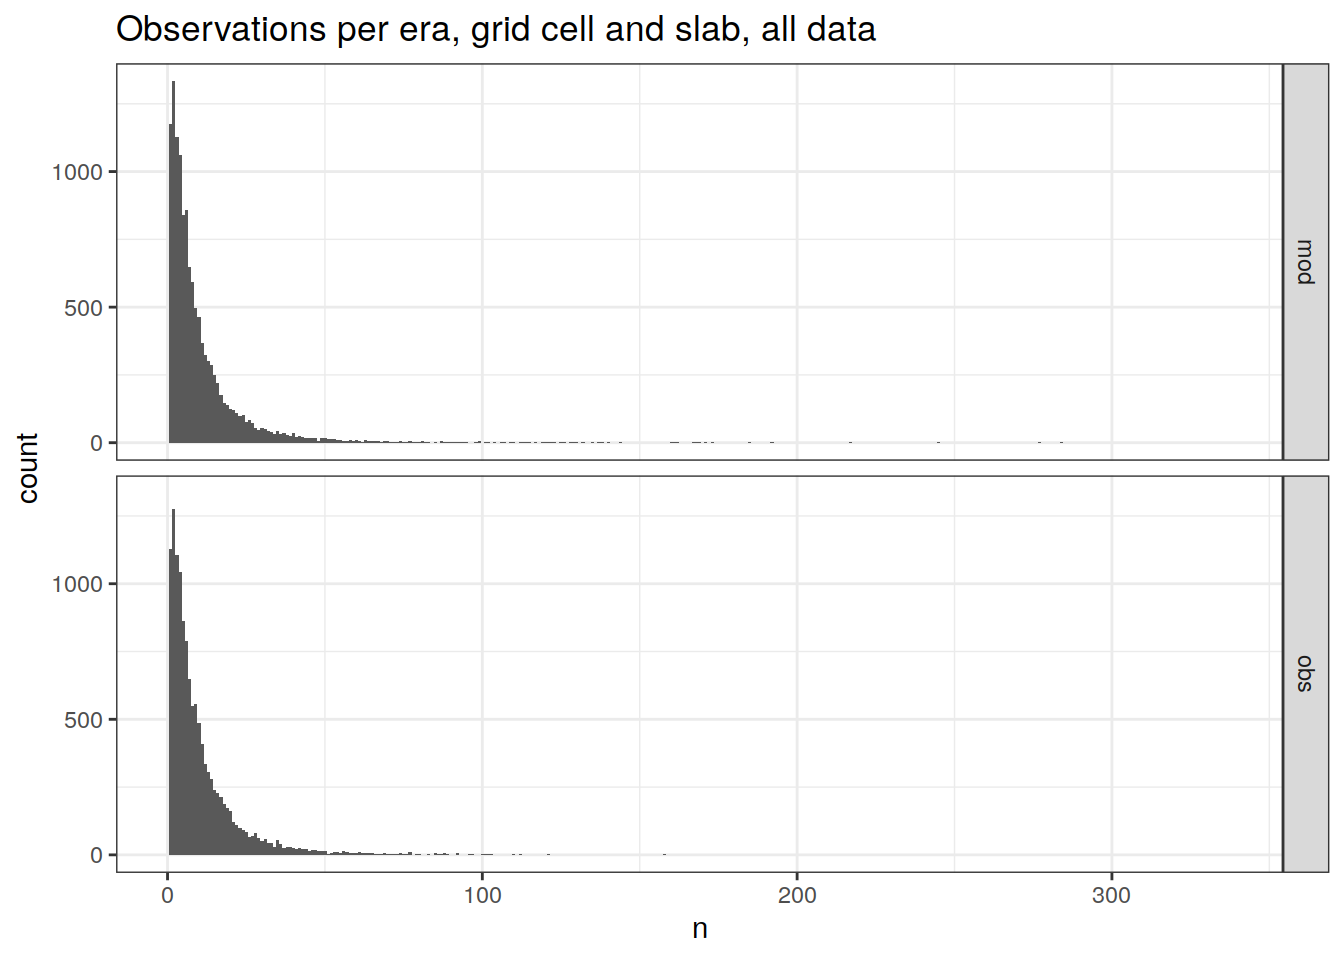 Observations per era, grid cell and slab, all data
1000
500
0
mod
count
1000
500
0
obs
0 100 200 300
n